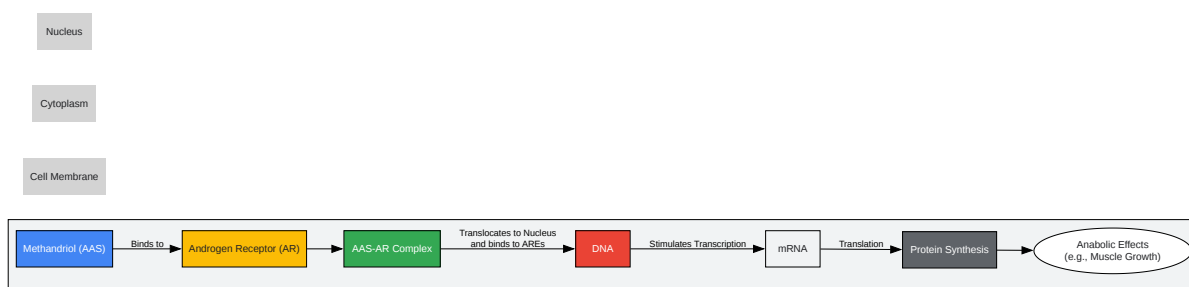 Nucleus
Cytoplasm
Cell Membrane
Methandriol (AAS)
Binds to
Androgen Receptor (AR)
AAS-AR Complex
Translocates to Nucleus
and binds to AREs
DNA
Stimulates Transcription
mRNA
Translation
Protein Synthesis
Anabolic Effects
(e.g., Muscle Growth)